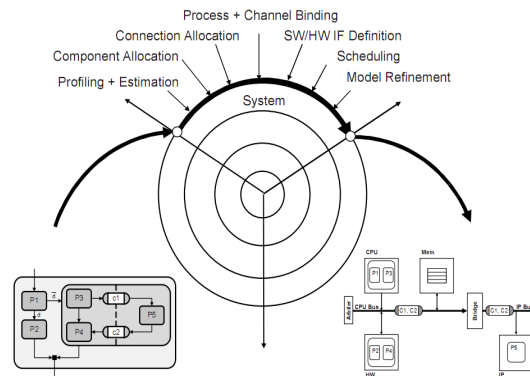 Process + Channel Binding
Connection Allocation
SW/HW IF Definition
Component Allocation
Scheduling
Profiling + Estimation
Model Refinement
System
CPU
Mem
P1 P3
P1
d
d
P3
c1
P5
P2
P4
c2
Arbiter
CPU Bus
C1, C2
Bridge
C1, C2
IP Bus
P2 P4
P5
HW
IP